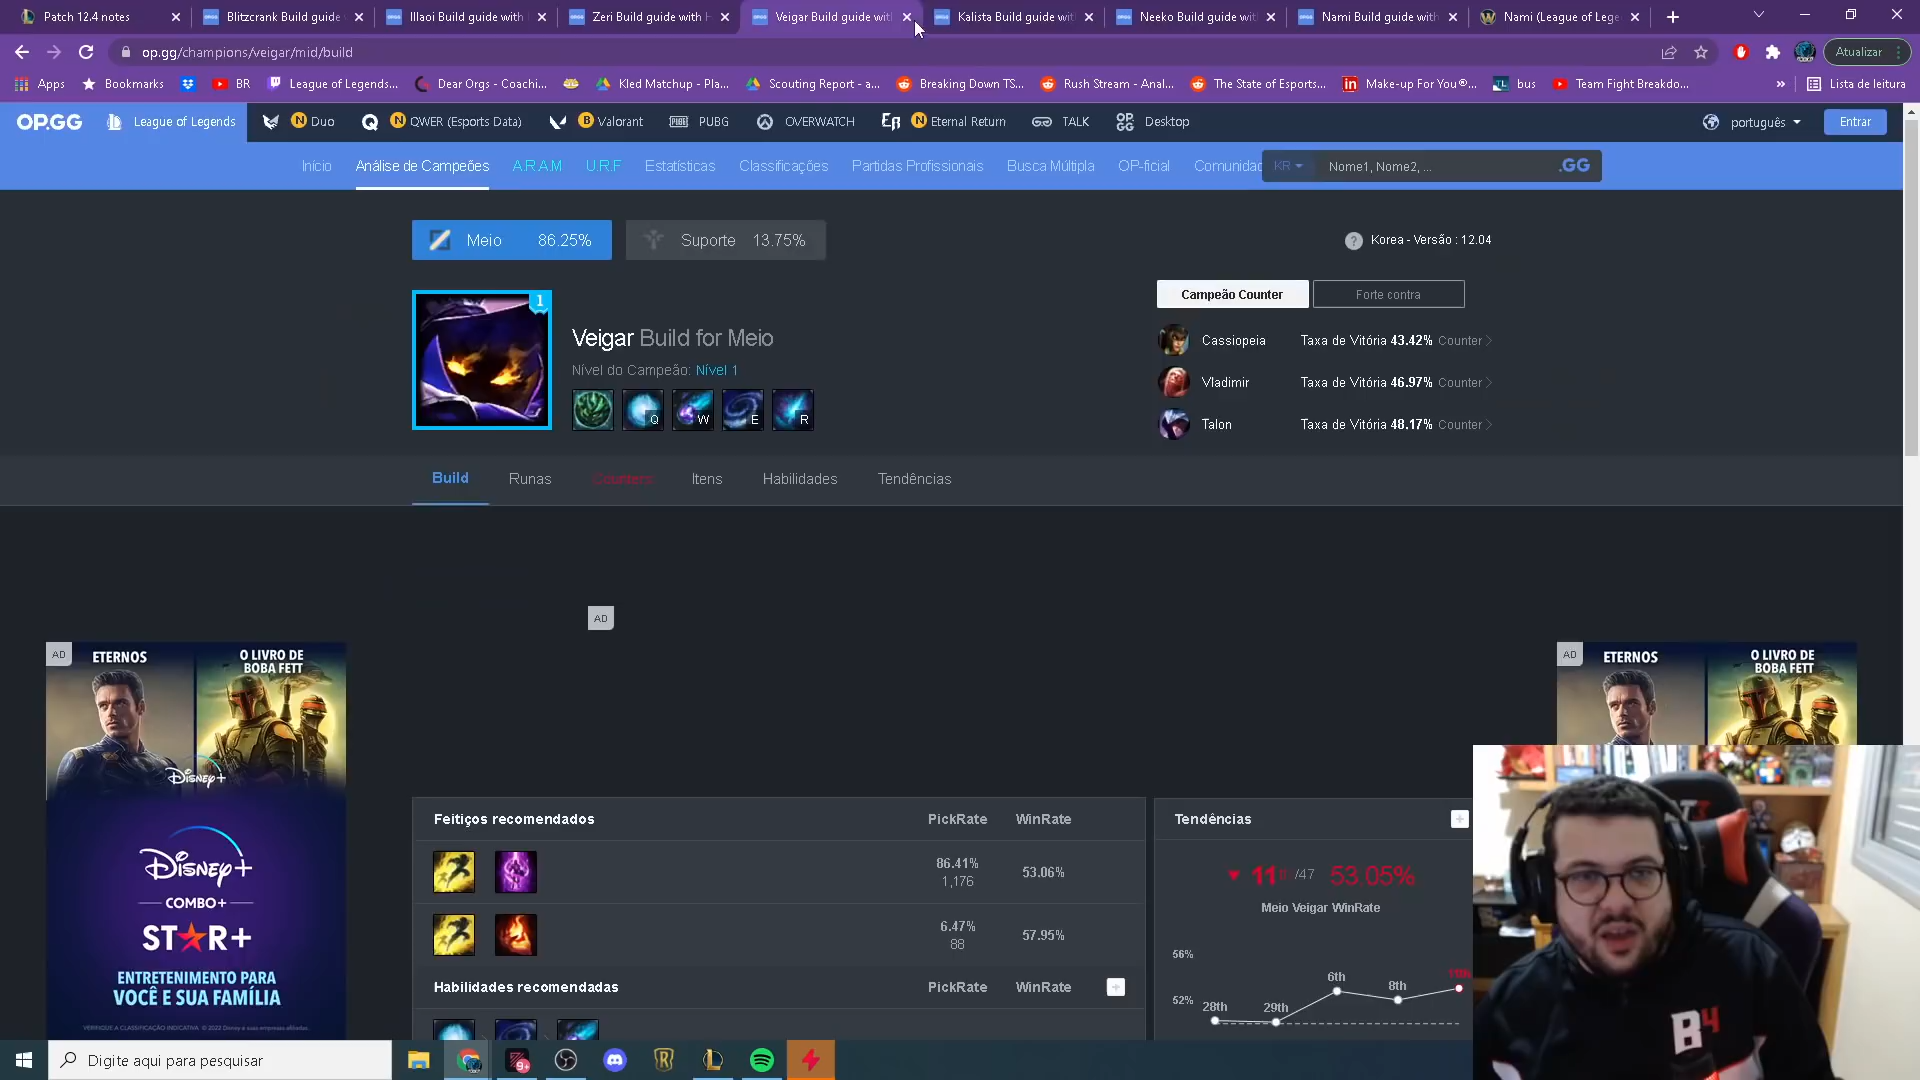 Patch 12.4 notes
Blitzcrank Build guide
Illaoi Build guide with
Zeri Build guide with
Veigar Build guide wit
Kalista Build guide wit
Neeko Build guide wit
Nami Build guide with
Nami (League of Lege
op.gg/champions/veigar/mid/build
Atualizar
Apps
Bookmarks
BR
League of Legends...
Dear Orgs - Coachi...
Kled Matchup - Pla...
Scouting Report - a...
Breaking Down TS...
Rush Stream - Anal...
The State of Esports...
Make-up For You®...
bus
Team Fight Breakdo...
»
Lista de leitura
OP.GG
League of Legends
N Duo
N QWER (Esports Data)
B Valorant
PUBG
OVERWATCH
N Eternal Return
TALK
Desktop
português
Entrar
Início
Análise de Campeões
A.R.A.M
U.R.F
Estatísticas
Classificações
Partidas Profissionais
Busca Múltipla
OP-ficial
Comunidad
KR
Nome1, Nome2, ...
.GG
Meio 86.25%
Suporte 13.75%
? Korea - Versão : 12.04
1
Veigar Build for Meio
Nível do Campeão: Nível 1
Q
W
E
R
Campeão Counter
Forte contra
Cassiopeia Taxa de Vitória 43.42% Counter
Vladimir Taxa de Vitória 46.97% Counter
Talon Taxa de Vitória 48.17% Counter
Build
Runas
Counters
Itens
Habilidades
Tendências
AD
AD
ETERNOS
O LIVRO DE
BOBA FETT
Disney+
Disney+
COMBO+
STAR+
ENTRETENIMENTO PARA
VOCÊ E SUA FAMÍLIA
AD
ETERNOS
O LIVRO DE
BOBA FETT
Feitiços recomendados PickRate WinRate
86.41%
1,176
53.06%
6.47%
88
57.95%
Habilidades recomendadas PickRate WinRate +
Tendências +
/47 53.05%
Meio Veigar WinRate
56%
52%
28th
29th
6th
8th
11th
B4
Digite aqui para pesquisar
9+